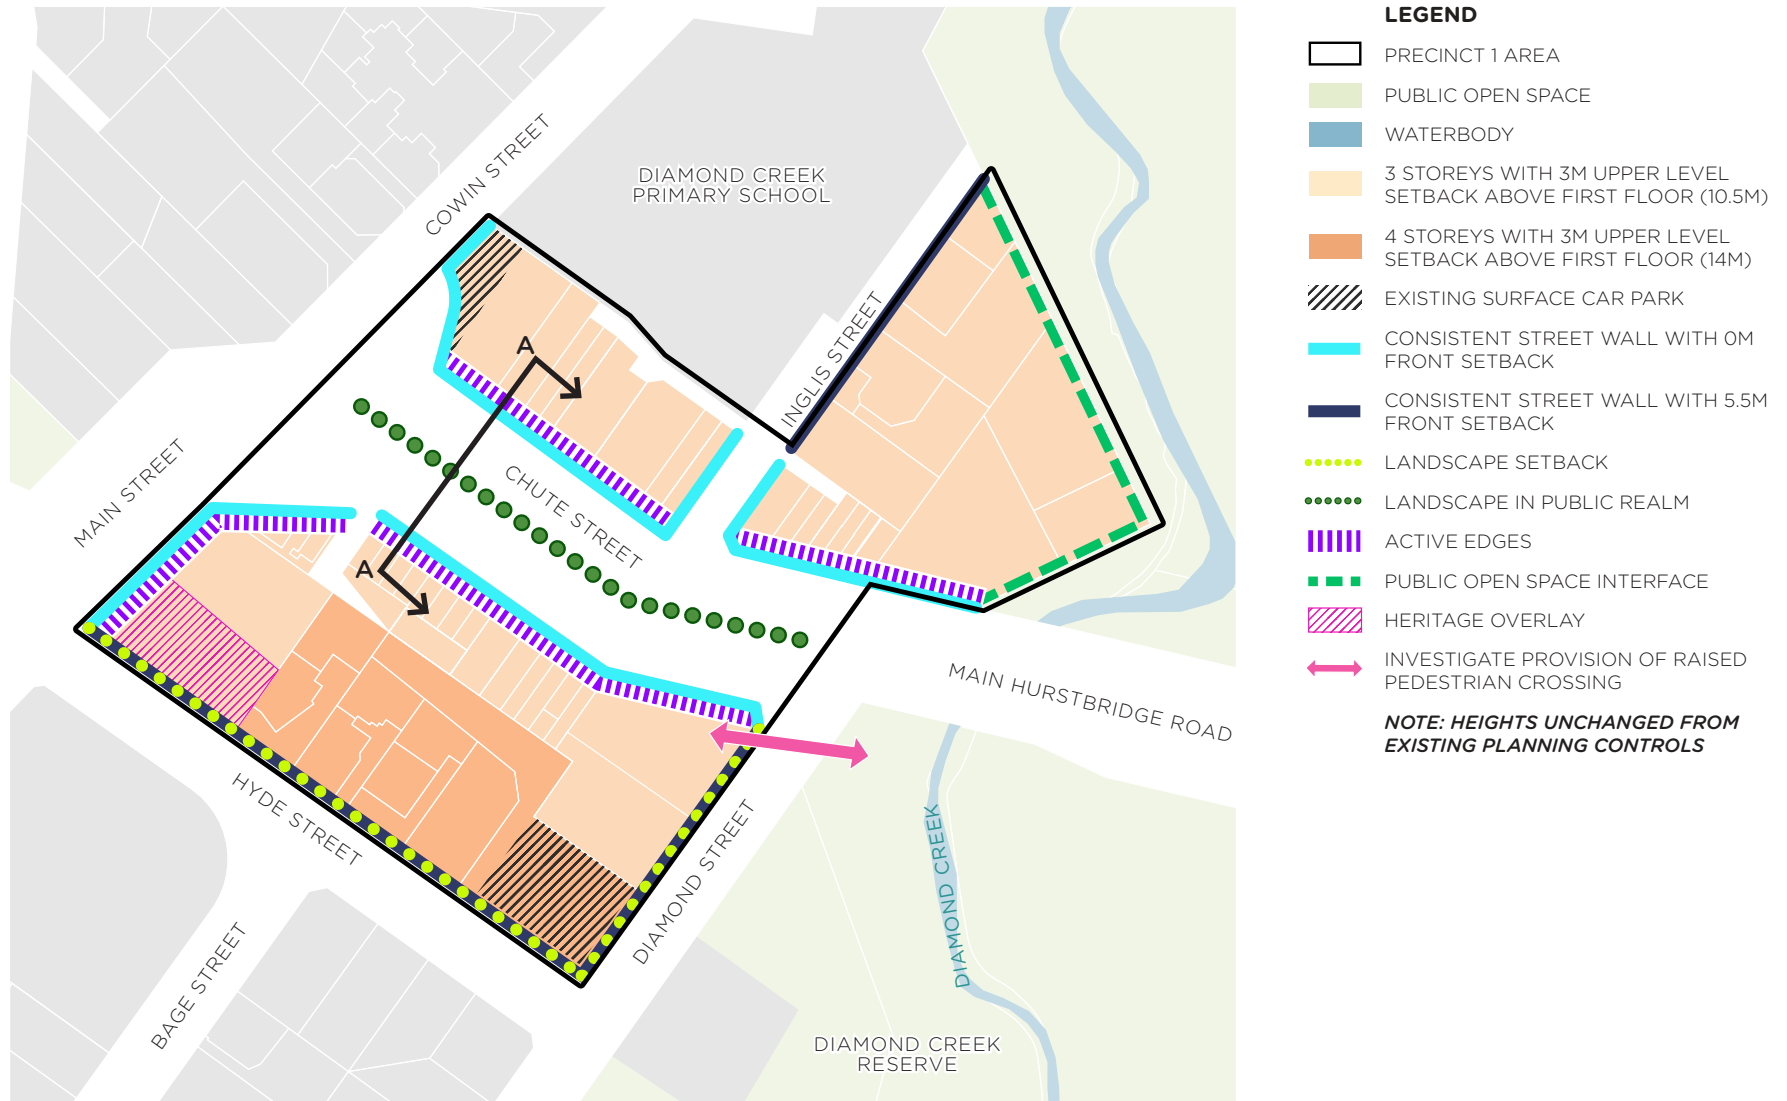 COWIN STREET
DIAMOND CREEK
PRIMARY SCHOOL
INGLIS STREET
A
MAIN STREET
CHUTE STREET
A
MAIN HURSTBRIDGE ROAD
HYDE STREET
DIAMOND STREET
DIAMOND CREEK
BAGE STREET
DIAMOND CREEK
RESERVE
LEGEND
PRECINCT 1 AREA
PUBLIC OPEN SPACE
WATERBODY
3 STOREYS WITH 3M UPPER LEVEL
SETBACK ABOVE FIRST FLOOR (10.5M)
4 STOREYS WITH 3M UPPER LEVEL
SETBACK ABOVE FIRST FLOOR (14M)
EXISTING SURFACE CAR PARK
CONSISTENT STREET WALL WITH 0M
FRONT SETBACK
CONSISTENT STREET WALL WITH 5.5M
FRONT SETBACK
LANDSCAPE SETBACK
LANDSCAPE IN PUBLIC REALM
ACTIVE EDGES
PUBLIC OPEN SPACE INTERFACE
HERITAGE OVERLAY
INVESTIGATE PROVISION OF RAISED
PEDESTRIAN CROSSING
NOTE: HEIGHTS UNCHANGED FROM
EXISTING PLANNING CONTROLS